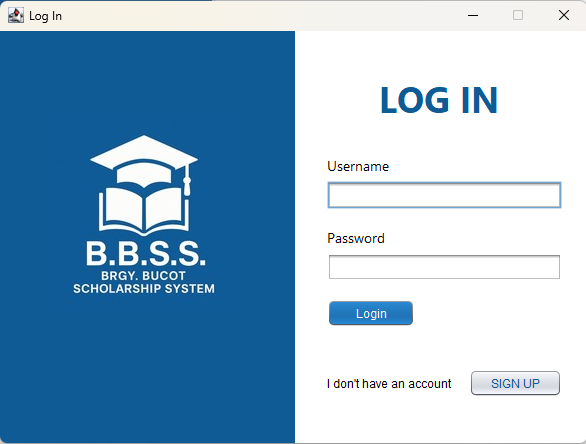 Log In
B.B.S.S.
BRGY. BUCOT
SCHOLARSHIP SYSTEM
LOG IN
Username
Password
Login
I don't have an account
SIGN UP